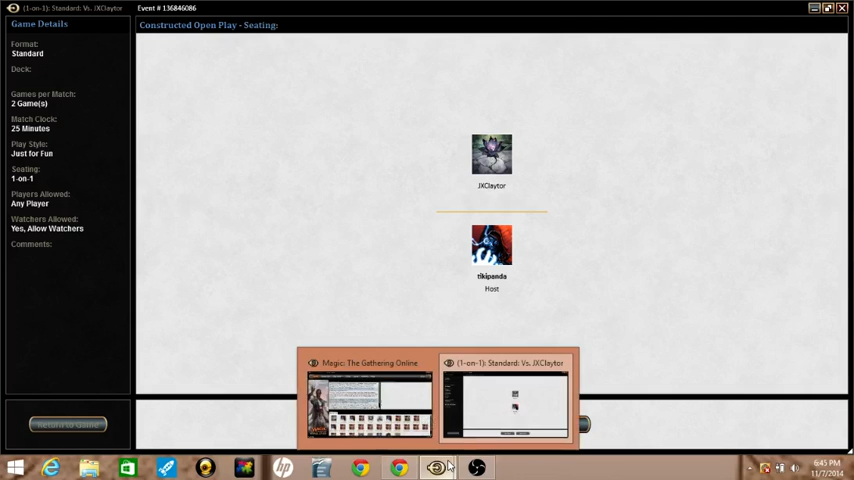 (1-on-1): Standard: Vs. JXClaytor
Event # 136846086
Game Details
Constructed Open Play - Seating:
Format:
Standard
Deck:
Games per Match:
2 Game(s)
Match Clock:
25 Minutes
Play Style:
Just for Fun
Seating:
1-on-1
Players Allowed:
Any Player
Watchers Allowed:
Yes, Allow Watchers
Comments:
JXClaytor
tikipanda
Host
Magic: The Gathering Online
(1-on-1): Standard: Vs. JXClaytor
Return to Game
6:45 PM
11/7/2014